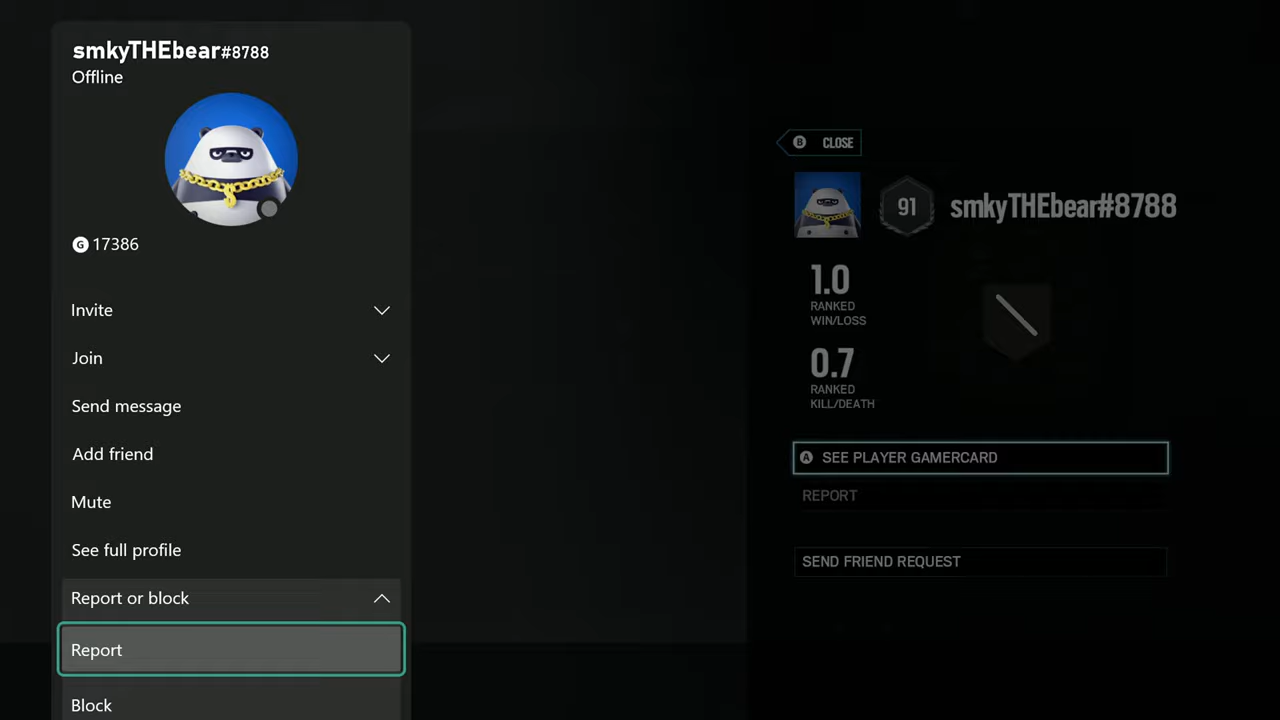 smkyTHEbear#8788
Offline
G 17386
Invite
Join
Send message
Add friend
Mute
See full profile
Report or block
Report
Block
B CLOSE
91 smkyTHEbear#8788
1.0
RANKED
WIN/LOSS
0.7
RANKED
KILL/DEATH
A SEE PLAYER GAMERCARD
REPORT
SEND FRIEND REQUEST